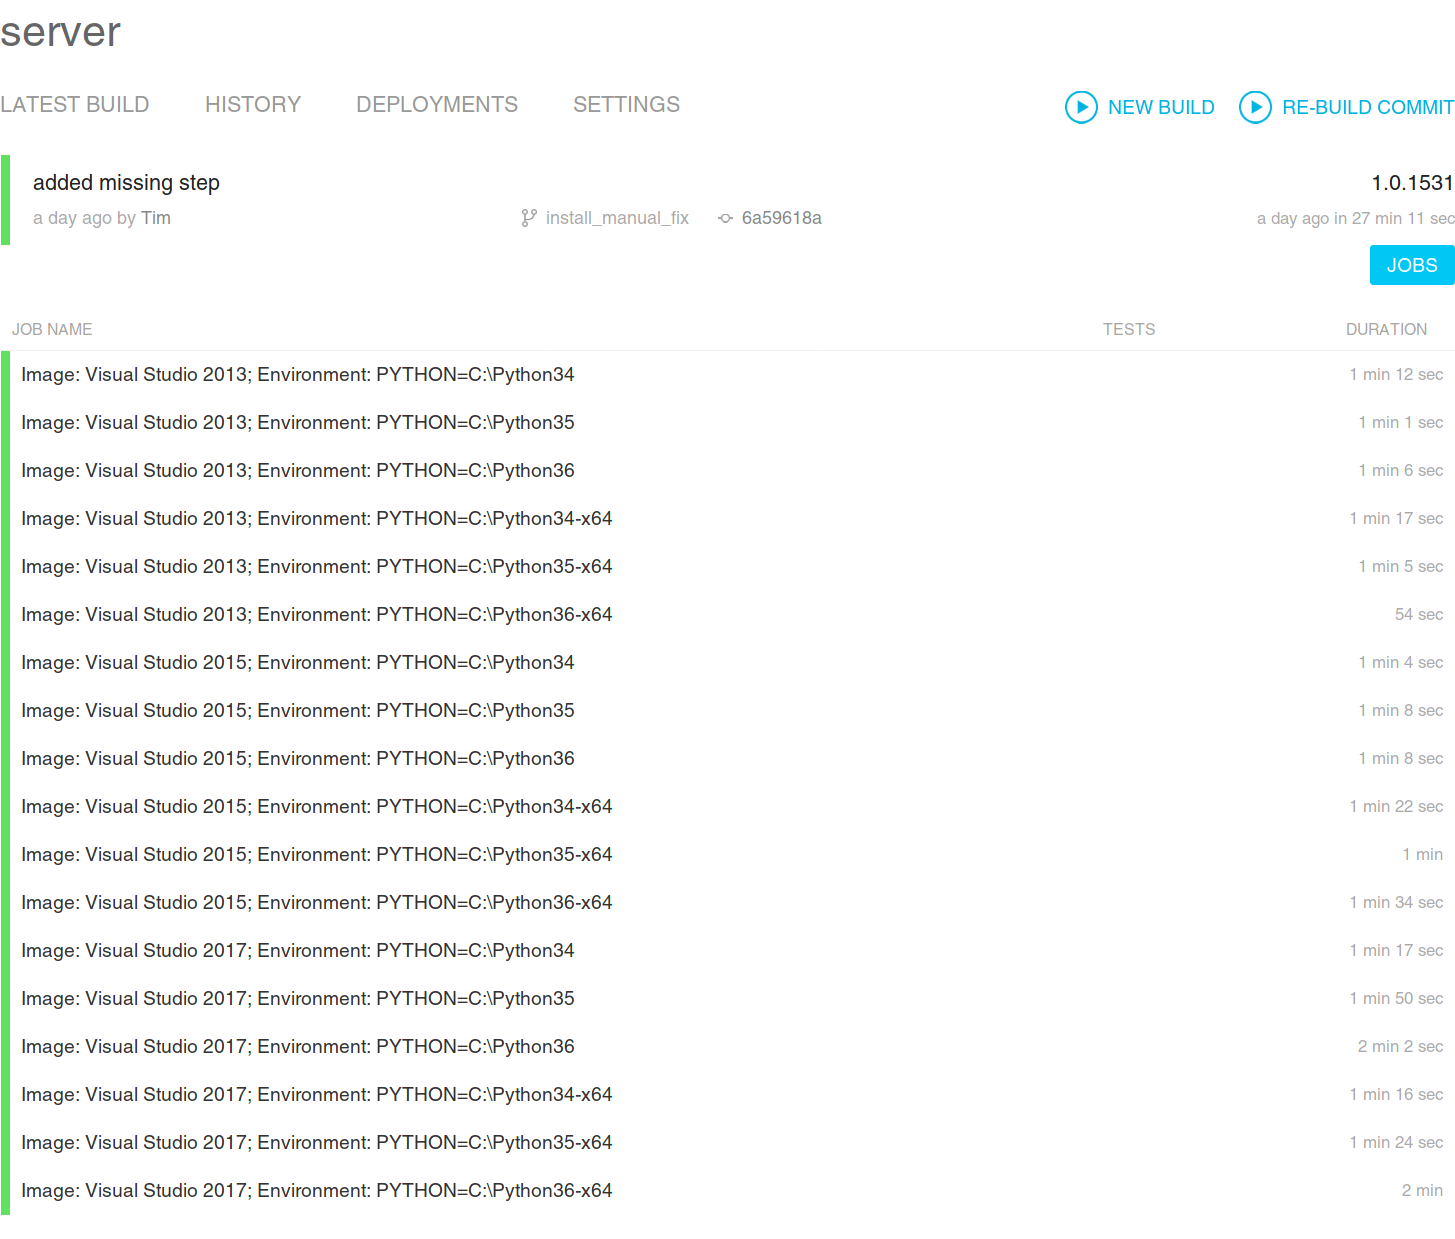 server
LATEST BUILD HISTORY DEPLOYMENTS SETTINGS NEW BUILD RE-BUILD COMMIT
added missing step 1.0.1531
a day ago by Tim install_manual_fix 6a59618a a day ago in 27 min 11 sec
JOBS
JOB NAME TESTS DURATION
Image: Visual Studio 2013; Environment: PYTHON=C:\Python34 1 min 12 sec
Image: Visual Studio 2013; Environment: PYTHON=C:\Python35 1 min 1 sec
Image: Visual Studio 2013; Environment: PYTHON=C:\Python36 1 min 6 sec
Image: Visual Studio 2013; Environment: PYTHON=C:\Python34-x64 1 min 17 sec
Image: Visual Studio 2013; Environment: PYTHON=C:\Python35-x64 1 min 5 sec
Image: Visual Studio 2013; Environment: PYTHON=C:\Python36-x64 54 sec
Image: Visual Studio 2015; Environment: PYTHON=C:\Python34 1 min 4 sec
Image: Visual Studio 2015; Environment: PYTHON=C:\Python35 1 min 8 sec
Image: Visual Studio 2015; Environment: PYTHON=C:\Python36 1 min 8 sec
Image: Visual Studio 2015; Environment: PYTHON=C:\Python34-x64 1 min 22 sec
Image: Visual Studio 2015; Environment: PYTHON=C:\Python35-x64 1 min
Image: Visual Studio 2015; Environment: PYTHON=C:\Python36-x64 1 min 34 sec
Image: Visual Studio 2017; Environment: PYTHON=C:\Python34 1 min 17 sec
Image: Visual Studio 2017; Environment: PYTHON=C:\Python35 1 min 50 sec
Image: Visual Studio 2017; Environment: PYTHON=C:\Python36 2 min 2 sec
Image: Visual Studio 2017; Environment: PYTHON=C:\Python34-x64 1 min 16 sec
Image: Visual Studio 2017; Environment: PYTHON=C:\Python35-x64 1 min 24 sec
Image: Visual Studio 2017; Environment: PYTHON=C:\Python36-x64 2 min